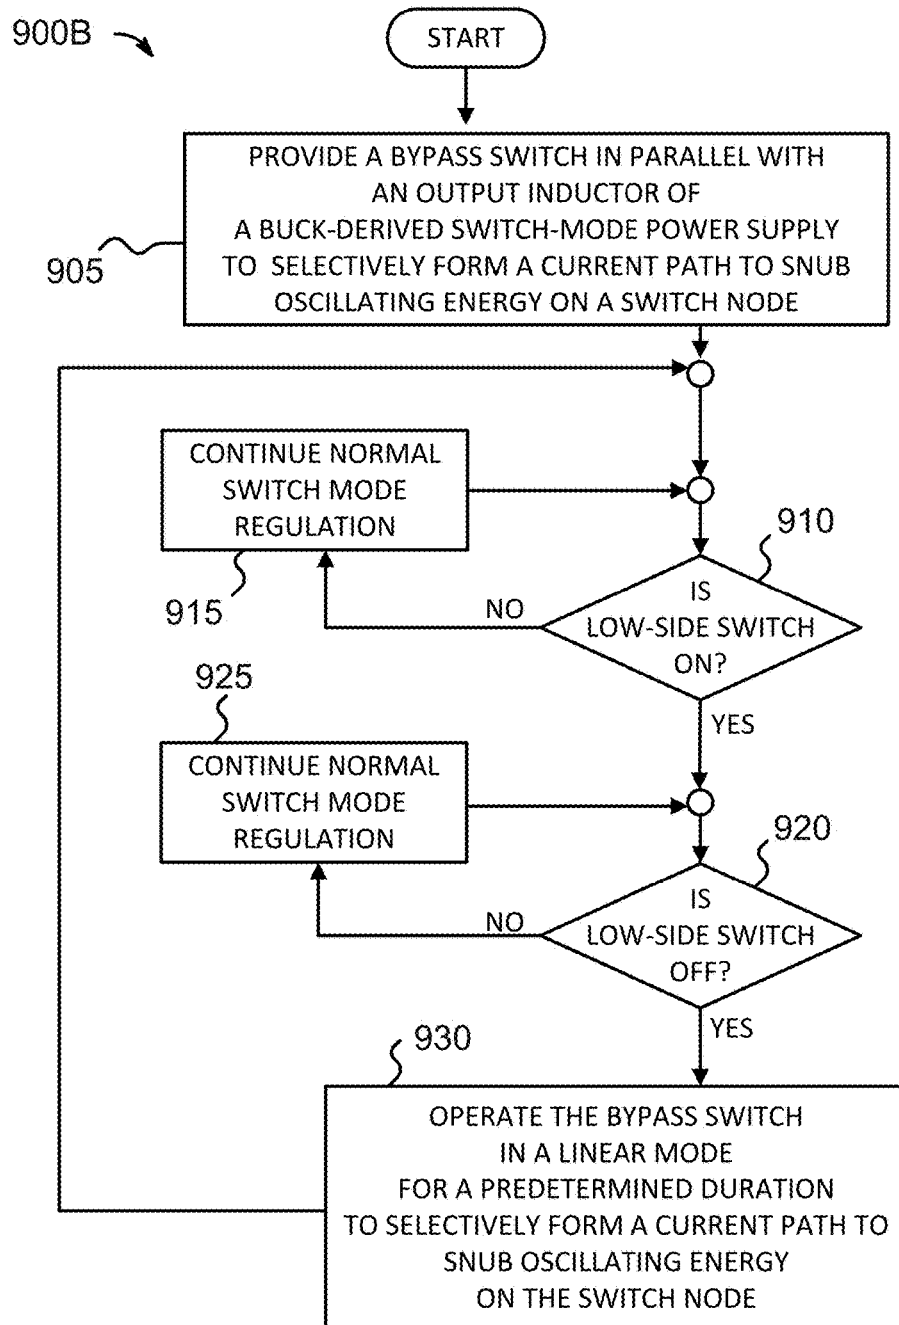 900B
START
PROVIDE A BYPASS SWITCH IN PARALLEL WITH
AN OUTPUT INDUCTOR OF
A BUCK-DERIVED SWITCH-MODE POWER SUPPLY
TO SELECTIVELY FORM A CURRENT PATH TO SNUB
OSCILLATING ENERGY ON A SWITCH NODE
905
CONTINUE NORMAL
SWITCH MODE
REGULATION
915
910
IS
LOW-SIDE SWITCH
ON?
NO
YES
925
CONTINUE NORMAL
SWITCH MODE
REGULATION
920
IS
LOW-SIDE SWITCH
OFF?
NO
YES
930
OPERATE THE BYPASS SWITCH
IN A LINEAR MODE
FOR A PREDETERMINED DURATION
TO SELECTIVELY FORM A CURRENT PATH TO
SNUB OSCILLATING ENERGY
ON THE SWITCH NODE